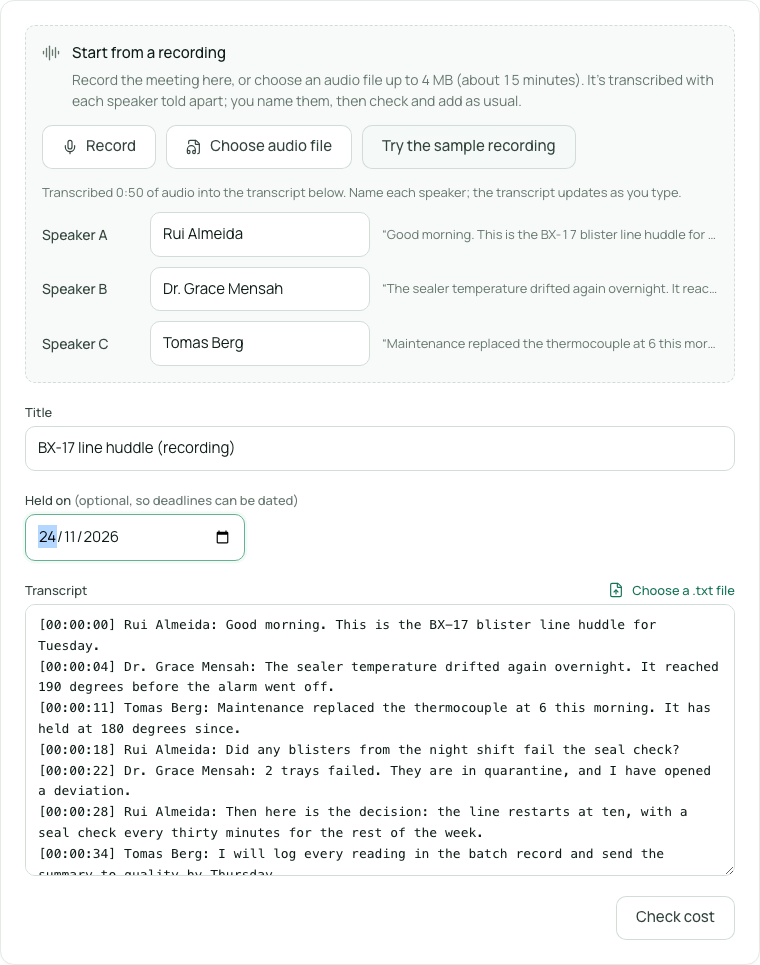 Start from a recording
Record the meeting here, or choose an audio file up to 4 MB (about 15 minutes). It's transcribed with
each speaker told apart; you name them, then check and add as usual.
Record
Choose audio file
Try the sample recording
Transcribed 0:50 of audio into the transcript below. Name each speaker; the transcript updates as you type.
Speaker A Rui Almeida “Good morning. This is the BX-17 blister line huddle for …
Speaker B Dr. Grace Mensah “The sealer temperature drifted again overnight. It reac…
Speaker C Tomas Berg “Maintenance replaced the thermocouple at 6 this mor…
Title
BX-17 line huddle (recording)
Held on (optional, so deadlines can be dated)
24/11/2026
Transcript Choose a .txt file
[00:00:00] Rui Almeida: Good morning. This is the BX–17 blister line huddle for
Tuesday.
[00:00:04] Dr. Grace Mensah: The sealer temperature drifted again overnight. It reached
190 degrees before the alarm went off.
[00:00:11] Tomas Berg: Maintenance replaced the thermocouple at 6 this morning. It has
held at 180 degrees since.
[00:00:18] Rui Almeida: Did any blisters from the night shift fail the seal check?
[00:00:22] Dr. Grace Mensah: 2 trays failed. They are in quarantine, and I have opened
a deviation.
[00:00:28] Rui Almeida: Then here is the decision: the line restarts at ten, with a
seal check every thirty minutes for the rest of the week.
[00:00:34] Tomas Berg: I will log every reading in the batch record and send the
summary to quality by Thursday
Check cost